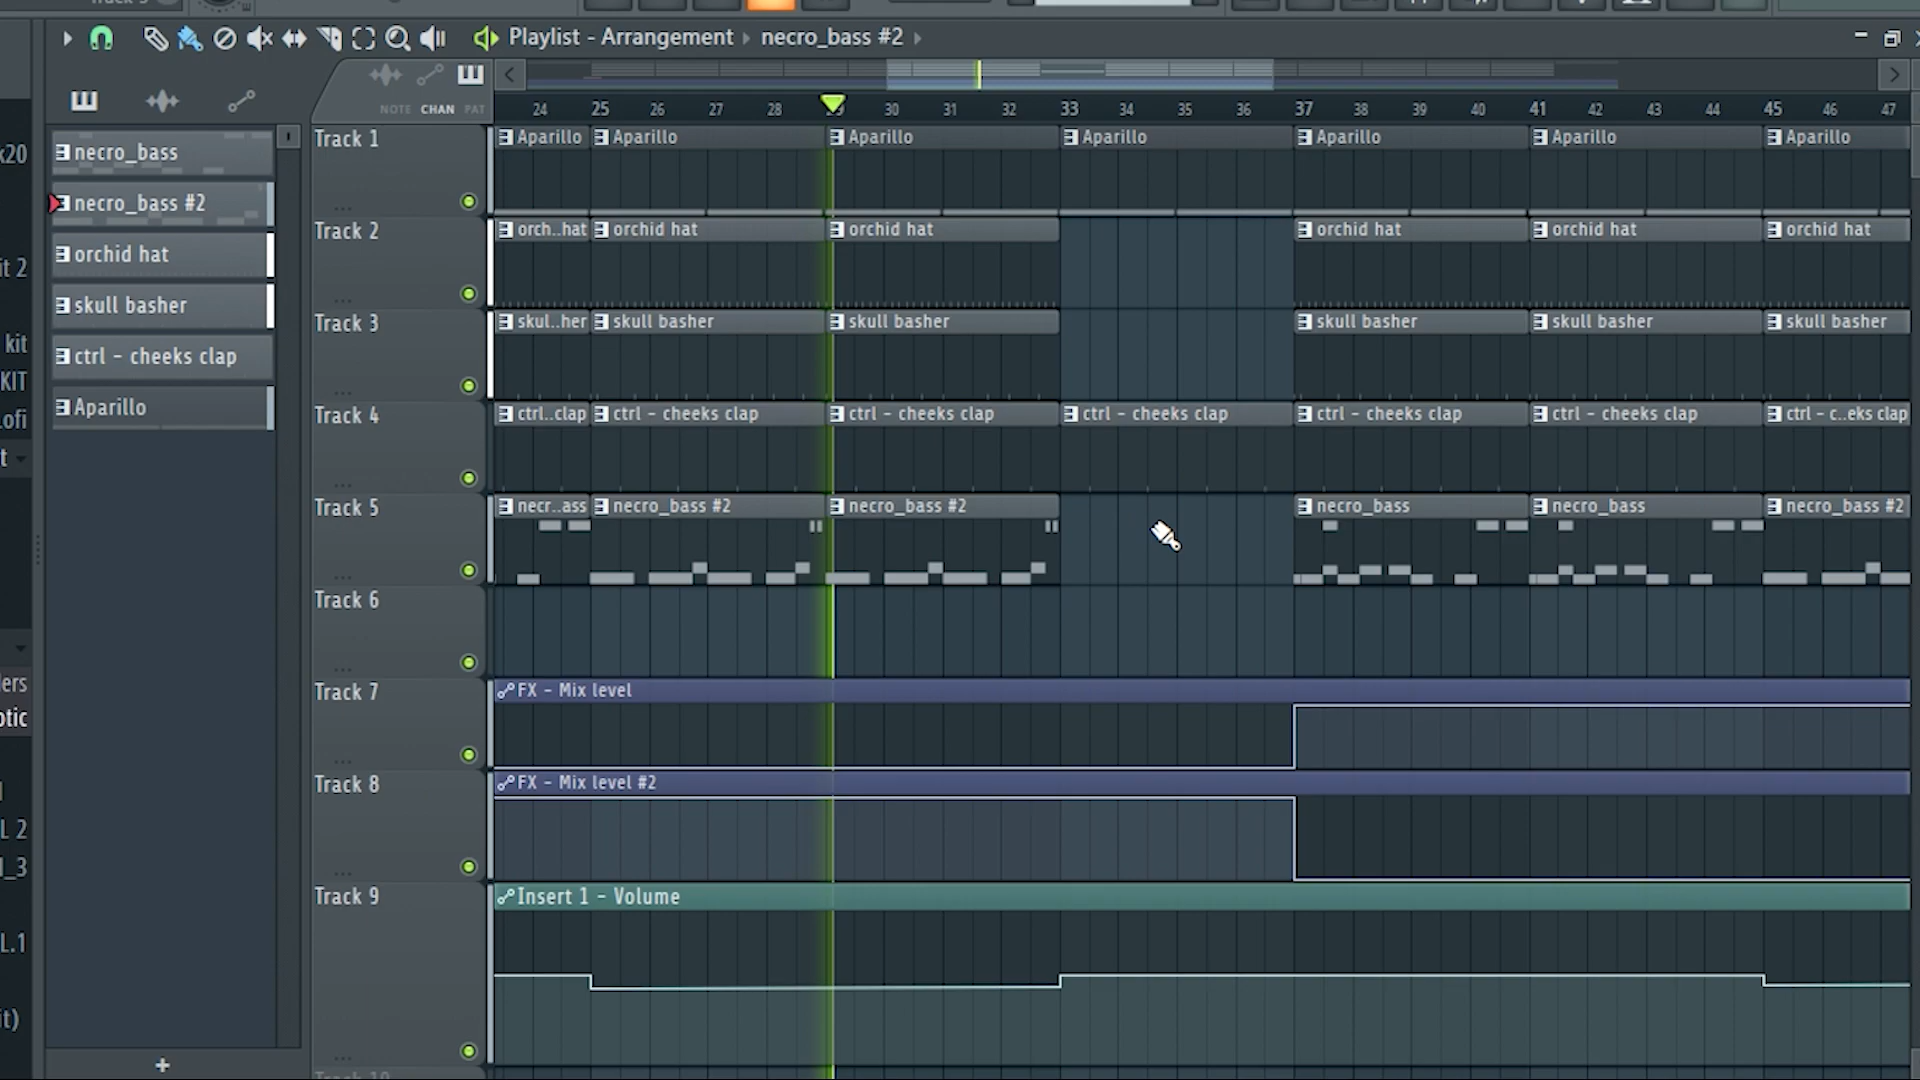 Playlist - Arrangement › necro_bass #2 ›
NOTE CHAN PAT
24 25 26 27 28 29 30 31 32 33 34 35 36 37 38 39 40 41 42 43 44 45 46 47
necro_bass
necro_bass #2
orchid hat
skull basher
ctrl - cheeks clap
Aparillo
+
k20
it 2
kit
KIT
Lofi
t
ders
otic
L 2
_3
L.1
it)
Track 1
Aparillo Aparillo Aparillo Aparillo Aparillo Aparillo Aparillo
Track 2
orch..hat orchid hat orchid hat orchid hat orchid hat orchid hat
Track 3
skul..her skull basher skull basher skull basher skull basher skull basher
Track 4
ctrl..clap ctrl - cheeks clap ctrl - cheeks clap ctrl - cheeks clap ctrl - cheeks clap ctrl - cheeks clap ctrl - c..eks clap
Track 5
necr..ass necro_bass #2 necro_bass #2 necro_bass necro_bass necro_bass #2
Track 6
Track 7
FX - Mix level
Track 8
FX - Mix level #2
Track 9
Insert 1 - Volume
Track 10